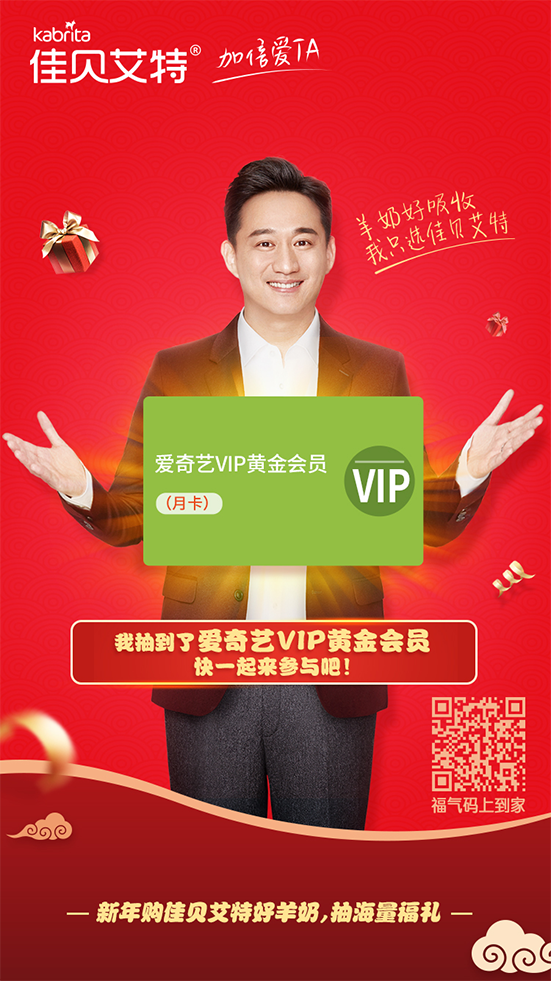 kabrita
佳贝艾特®
加倍爱TA
羊奶好吸收
我只选佳贝艾特
爱奇艺VIP黄金会员
（月卡）
VIP
我抽到了爱奇艺VIP黄金会员
快一起来参与吧！
福气码上到家
— 新年购佳贝艾特好羊奶,抽海量福礼 —